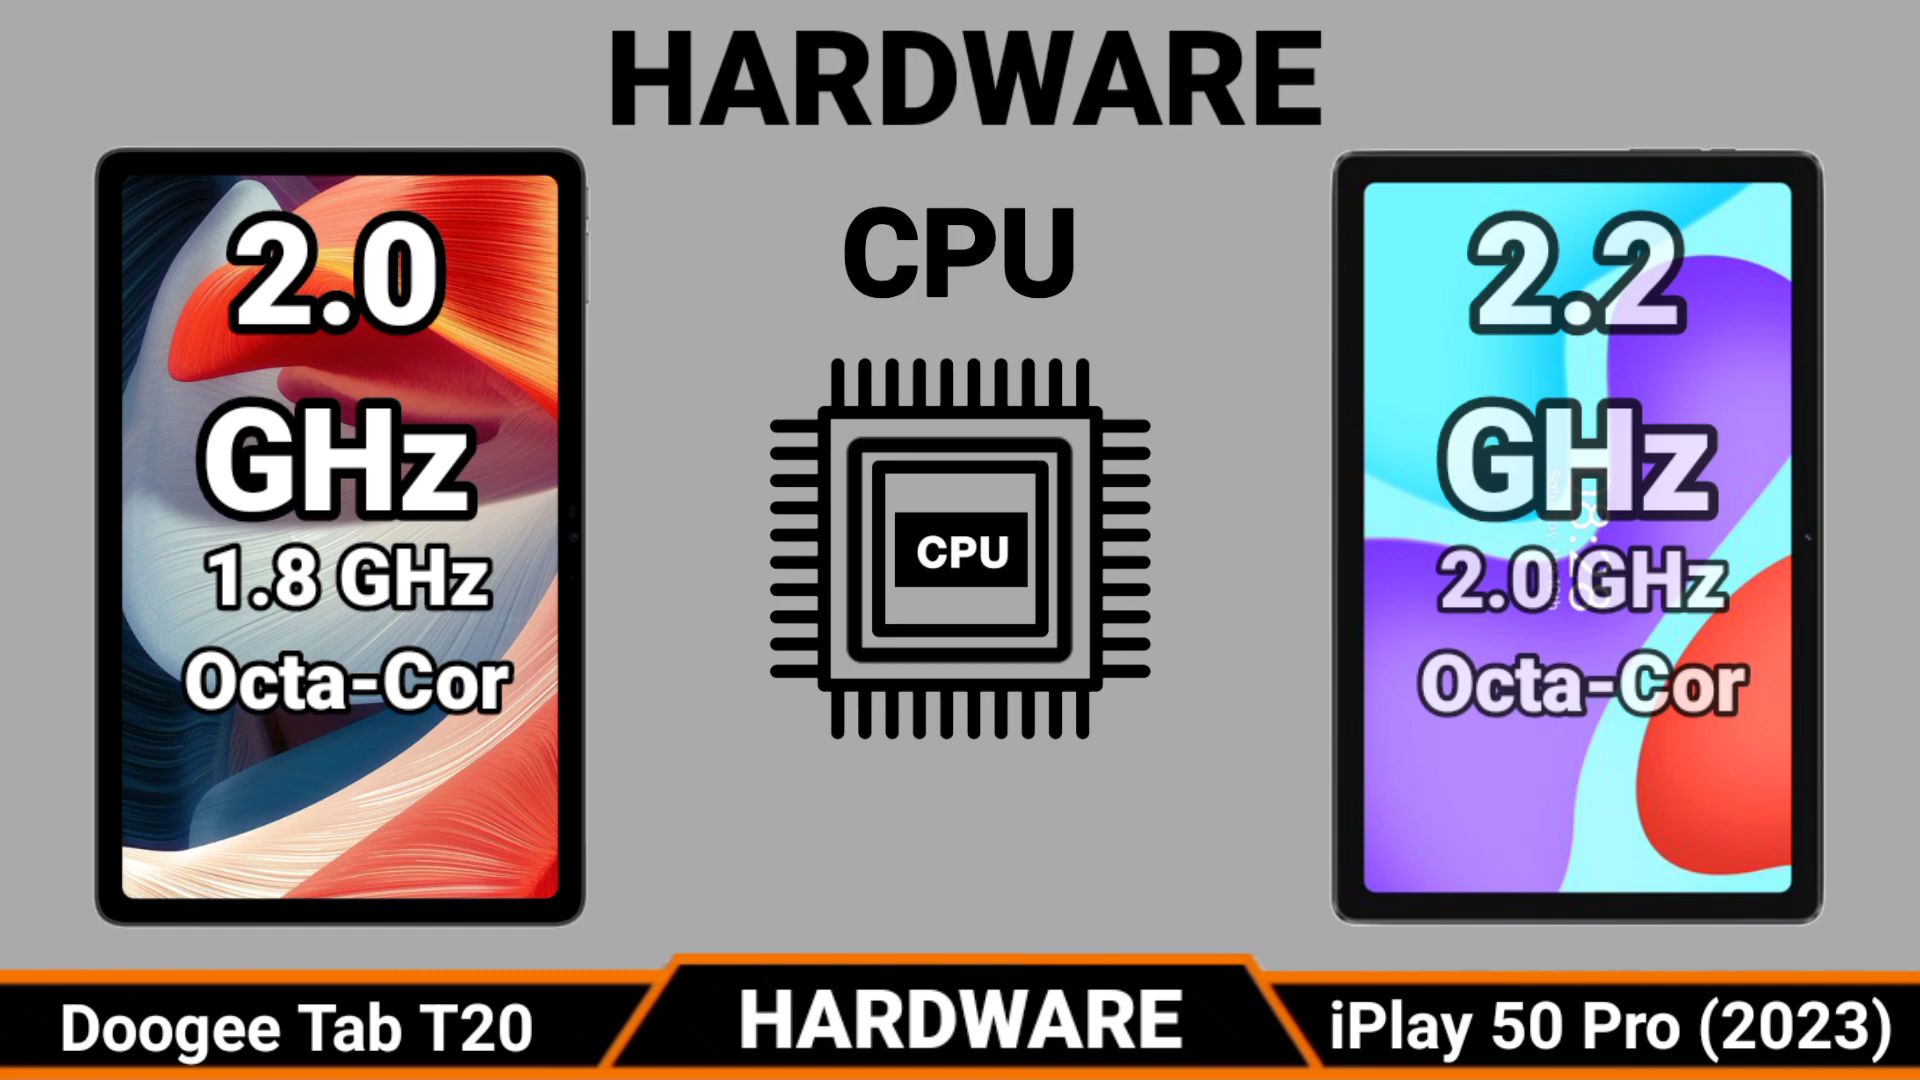 HARDWARE
CPU
2.0
GHz
1.8 GHz
Octa-Cor
CPU
2.2
GHz
2.0 GHz
Octa-Cor
Doogee Tab T20
HARDWARE
iPlay 50 Pro (2023)